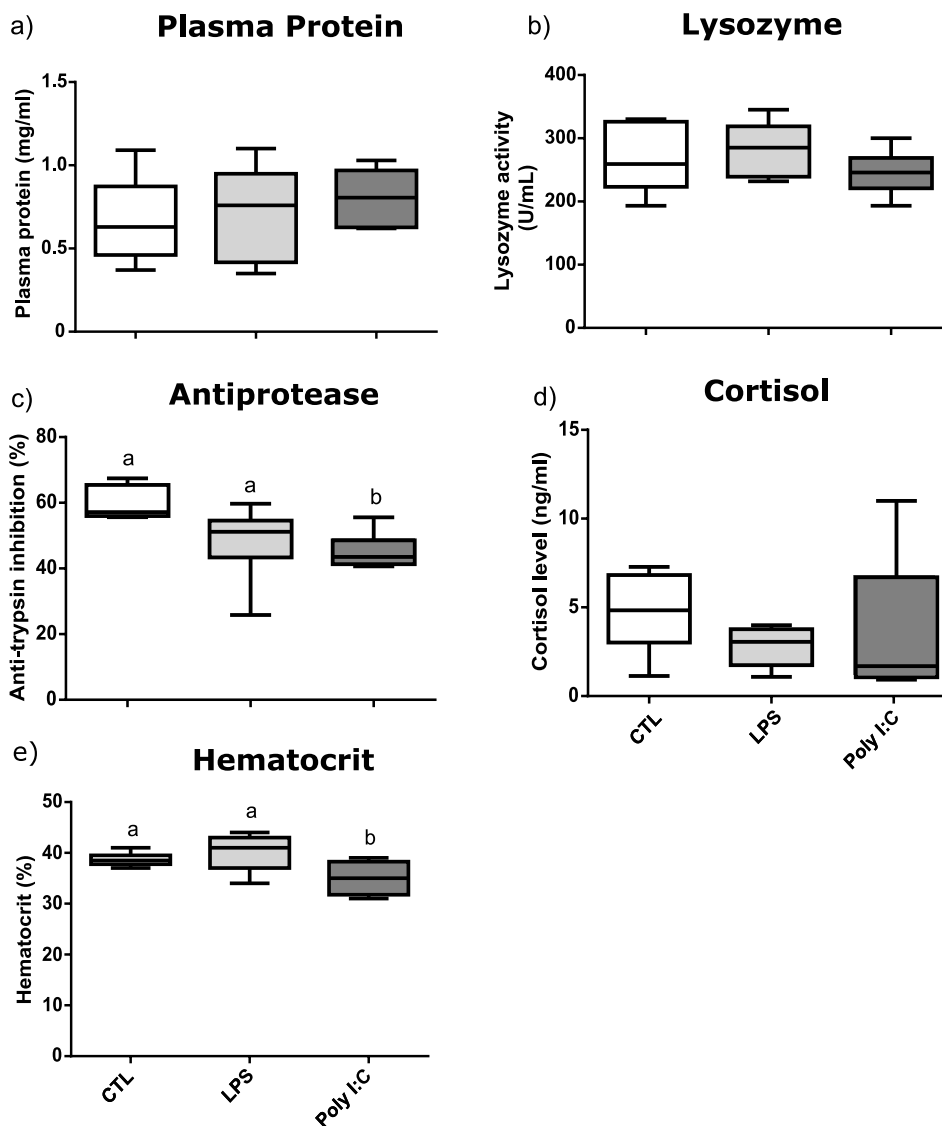 a)
Plasma Protein
Plasma protein (mg/ml)
1.5
1.0
0.5
0
b)
Lysozyme
Lysozyme activity
(U/mL)
400
300
200
100
0
c)
Antiprotease
Anti-trypsin inhibition (%)
80
60
40
20
0
a
a
b
d)
Cortisol
Cortisol level (ng/ml)
15
10
5
0
CTL
LPS
Poly I:C
e)
Hematocrit
Hematocrit (%)
50
40
30
20
10
0
a
a
b
CTL
LPS
Poly I:C